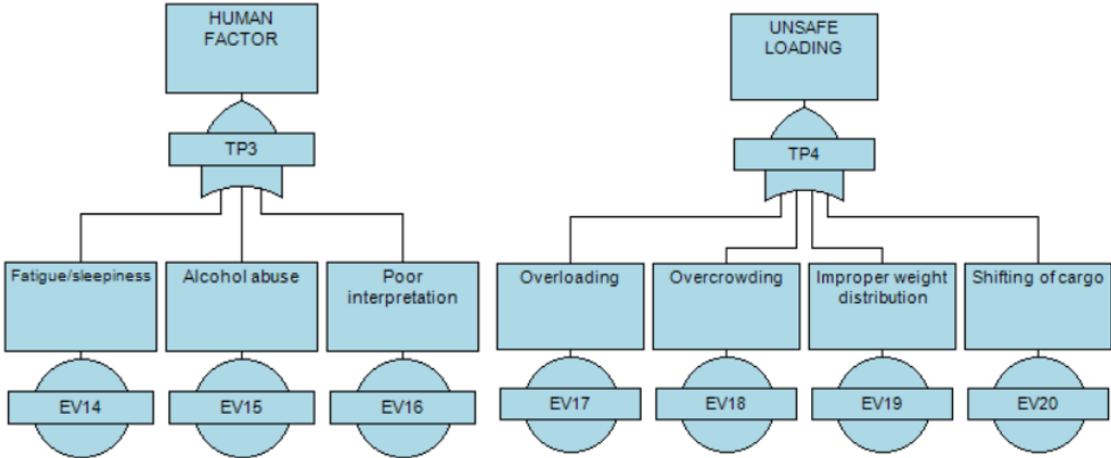 HUMAN
FACTOR
TP3
Fatigue/sleepiness
Alcohol abuse
Poor
interpretation
EV14
EV15
EV16
UNSAFE
LOADING
TP4
Overloading
Overcrowding
Improper weight
distribution
Shifting of cargo
EV17
EV18
EV19
EV20